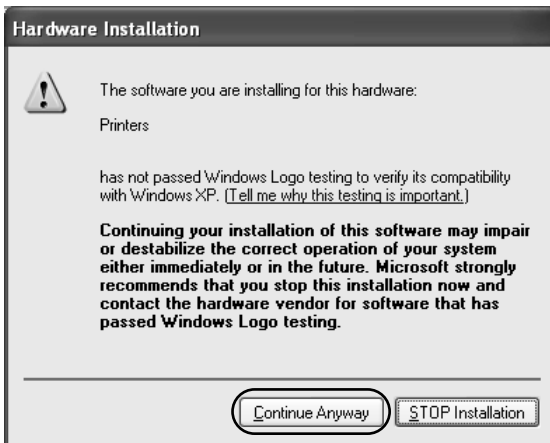 Hardware Installation
The software you are installing for this hardware:
Printers
has not passed Windows Logo testing to verify its compatibility
with Windows XP. (Tell me why this testing is important.)
Continuing your installation of this software may impair
or destabilize the correct operation of your system
either immediately or in the future. Microsoft strongly
recommends that you stop this installation now and
contact the hardware vendor for software that has
passed Windows Logo testing.
Continue Anyway
STOP Installation